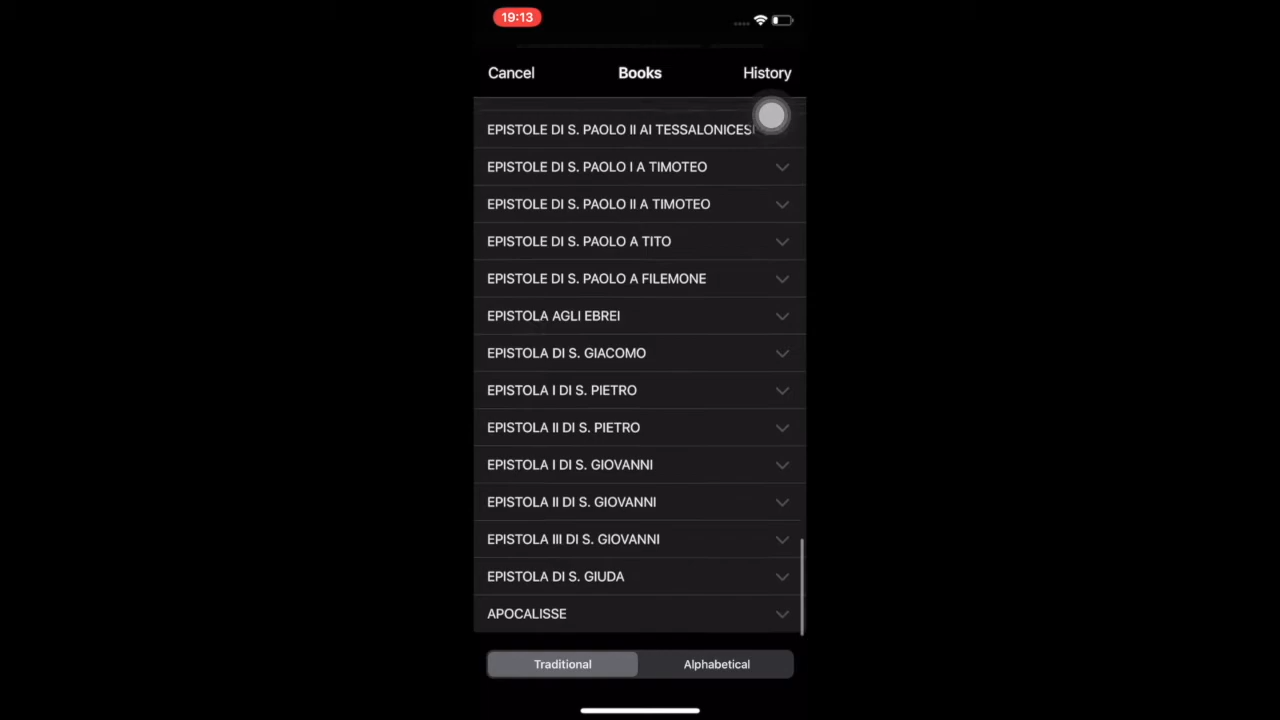 19:13
Cancel Books History
EPISTOLE DI S. PAOLO II AI TESSALONICESI
EPISTOLE DI S. PAOLO I A TIMOTEO
EPISTOLE DI S. PAOLO II A TIMOTEO
EPISTOLE DI S. PAOLO A TITO
EPISTOLE DI S. PAOLO A FILEMONE
EPISTOLA AGLI EBREI
EPISTOLA DI S. GIACOMO
EPISTOLA I DI S. PIETRO
EPISTOLA II DI S. PIETRO
EPISTOLA I DI S. GIOVANNI
EPISTOLA II DI S. GIOVANNI
EPISTOLA III DI S. GIOVANNI
EPISTOLA DI S. GIUDA
APOCALISSE
Traditional Alphabetical